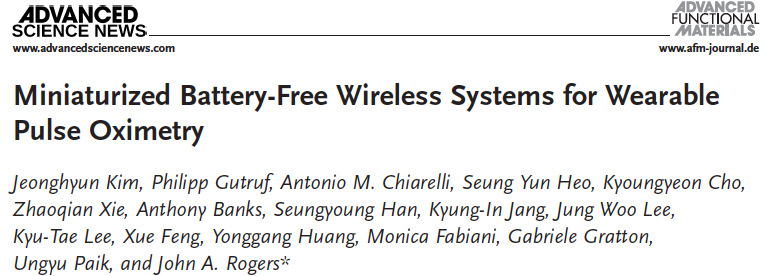 ADVANCED
SCIENCE NEWS
www.advancedsciencenews.com
ADVANCED
FUNCTIONAL
MATERIALS
www.afm-journal.de
Miniaturized Battery-Free Wireless Systems for Wearable
Pulse Oximetry
Jeonghyun Kim, Philipp Gutruf, Antonio M. Chiarelli, Seung Yun Heo, Kyoungyeon Cho,
Zhaoqian Xie, Anthony Banks, Seungyoung Han, Kyung-In Jang, Jung Woo Lee,
Kyu-Tae Lee, Xue Feng, Yonggang Huang, Monica Fabiani, Gabriele Gratton,
Ungyu Paik, and John A. Rogers*